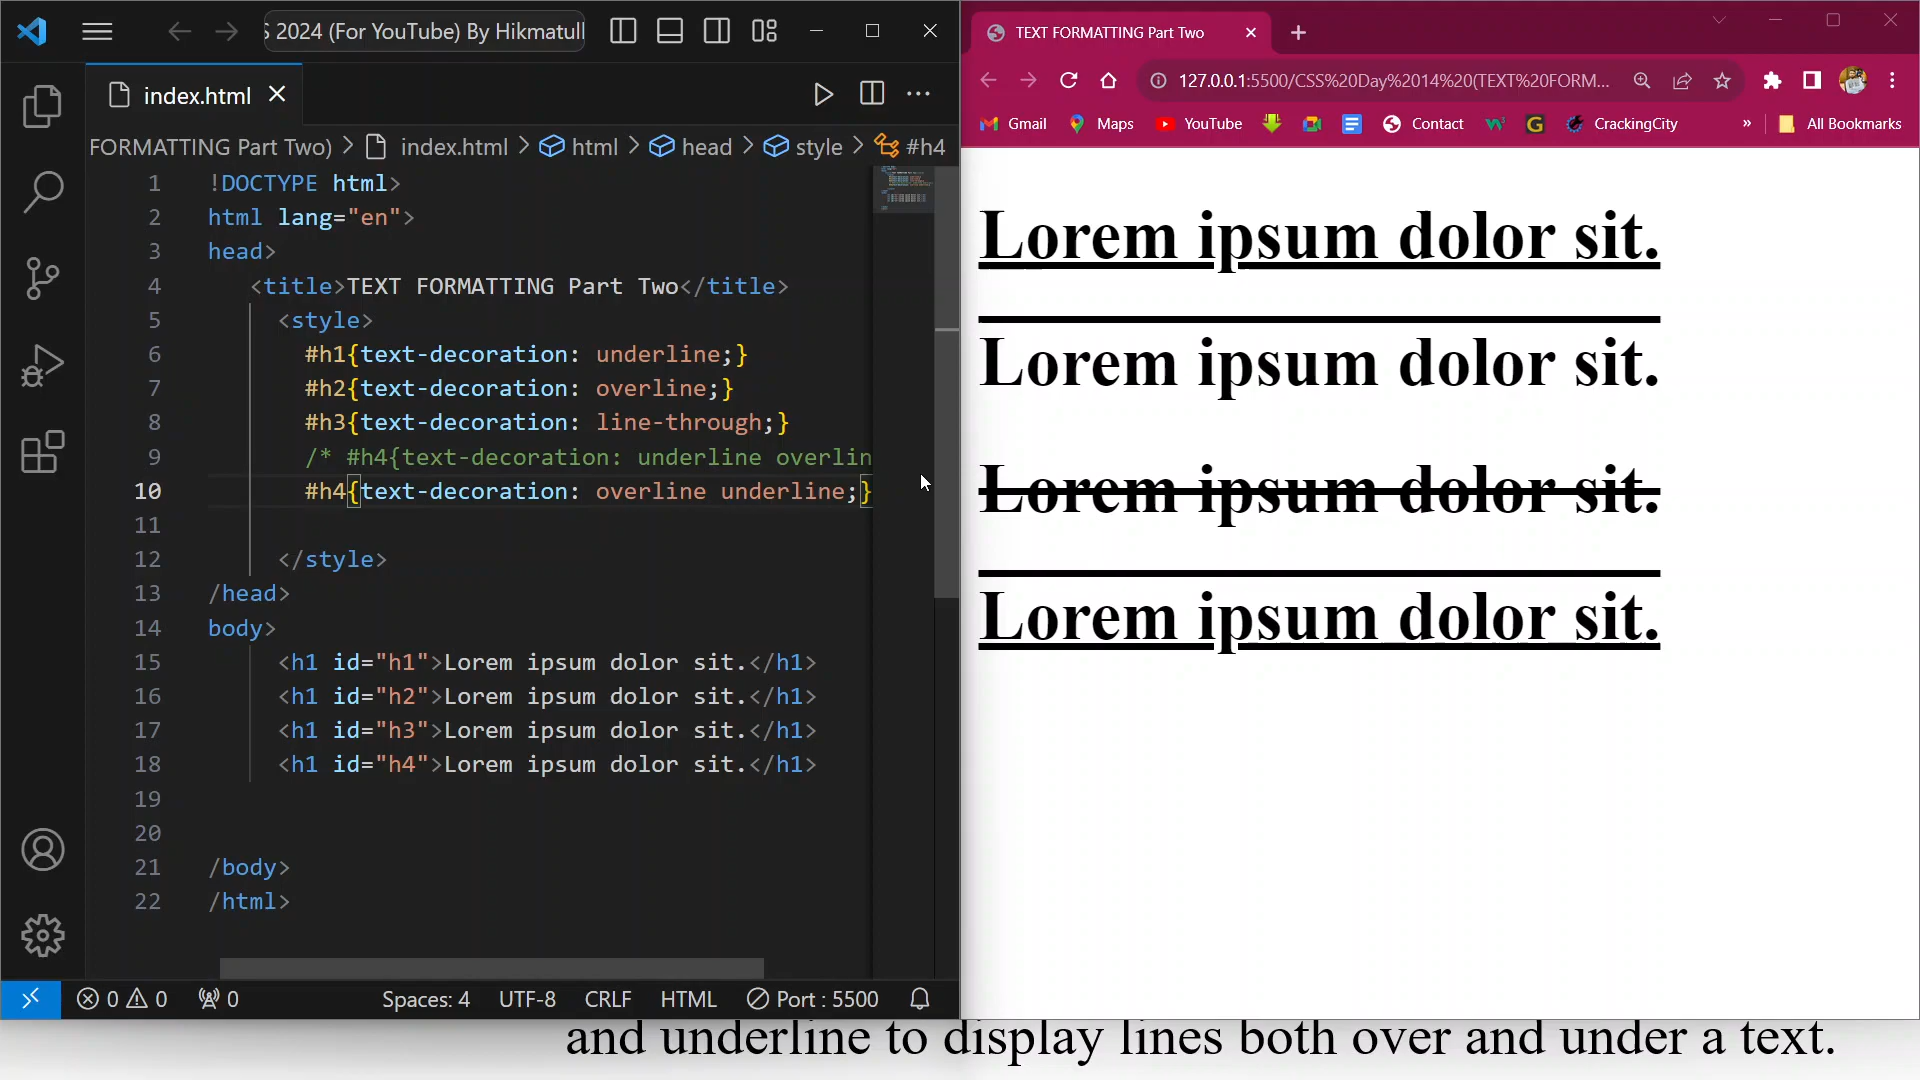 S 2024 (For YouTube) By Hikmatull
index.html
FORMATTING Part Two) > index.html > html > head > style > #h4
1 !DOCTYPE html>
2 html lang="en">
3 head>
4 <title>TEXT FORMATTING Part Two</title>
5 <style>
6 #h1{text-decoration: underline;}
7 #h2{text-decoration: overline;}
8 #h3{text-decoration: line-through;}
9 /* #h4{text-decoration: underline overlin
10 #h4{text-decoration: overline underline;}
11
12 </style>
13 /head>
14 body>
15 <h1 id="h1">Lorem ipsum dolor sit.</h1>
16 <h1 id="h2">Lorem ipsum dolor sit.</h1>
17 <h1 id="h3">Lorem ipsum dolor sit.</h1>
18 <h1 id="h4">Lorem ipsum dolor sit.</h1>
19
20
21 /body>
22 /html>
0 0 0 Spaces: 4 UTF-8 CRLF HTML Port : 5500
TEXT FORMATTING Part Two
127.0.0.1:5500/CSS%20Day%2014%20(TEXT%20FORM...
Gmail Maps YouTube Contact G CrackingCity » All Bookmarks
Lorem ipsum dolor sit.
Lorem ipsum dolor sit.
Lorem ipsum dolor sit.
Lorem ipsum dolor sit.
and underline to display lines both over and under a text.